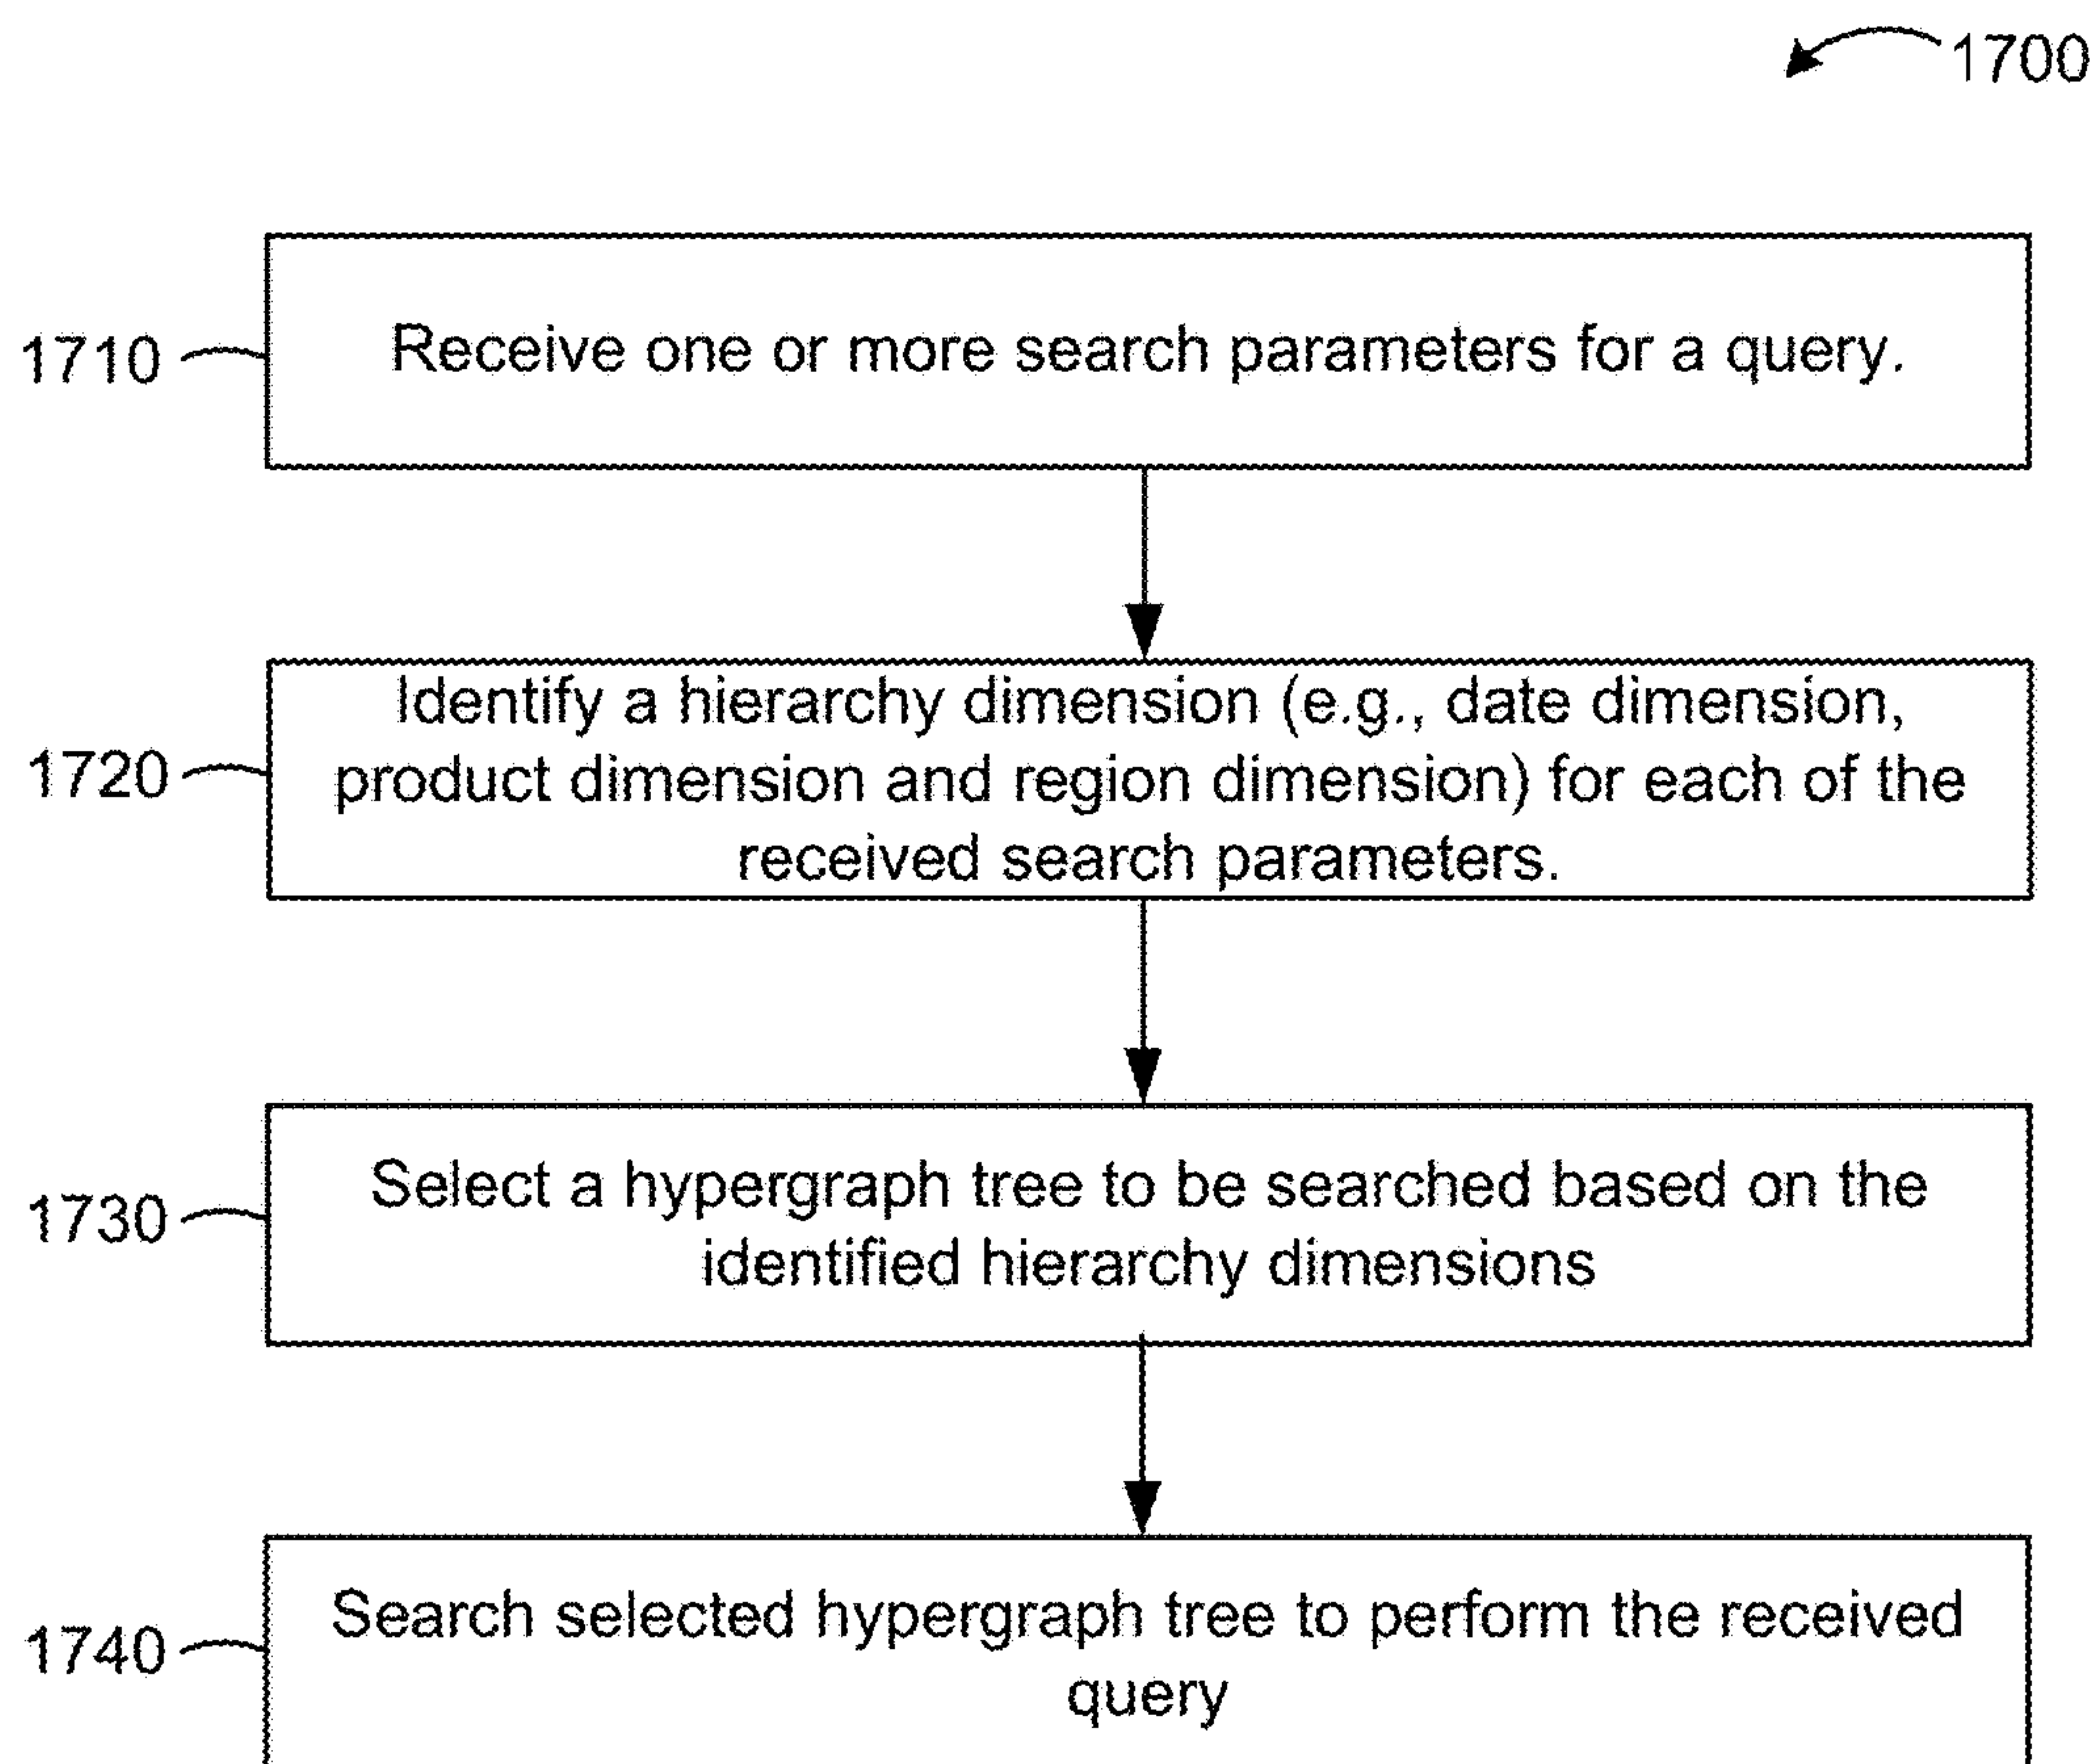 1700
1710
Receive one or more search parameters for a query.
Identify a hierarchy dimension (e.g., date dimension,
1720
product dimension and region dimension) for each of the
received search parameters.
Select a hypergraph tree to be searched based on the
1730
identified hierarchy dimensions
Search selected hypergraph tree to perform the received
1740
query